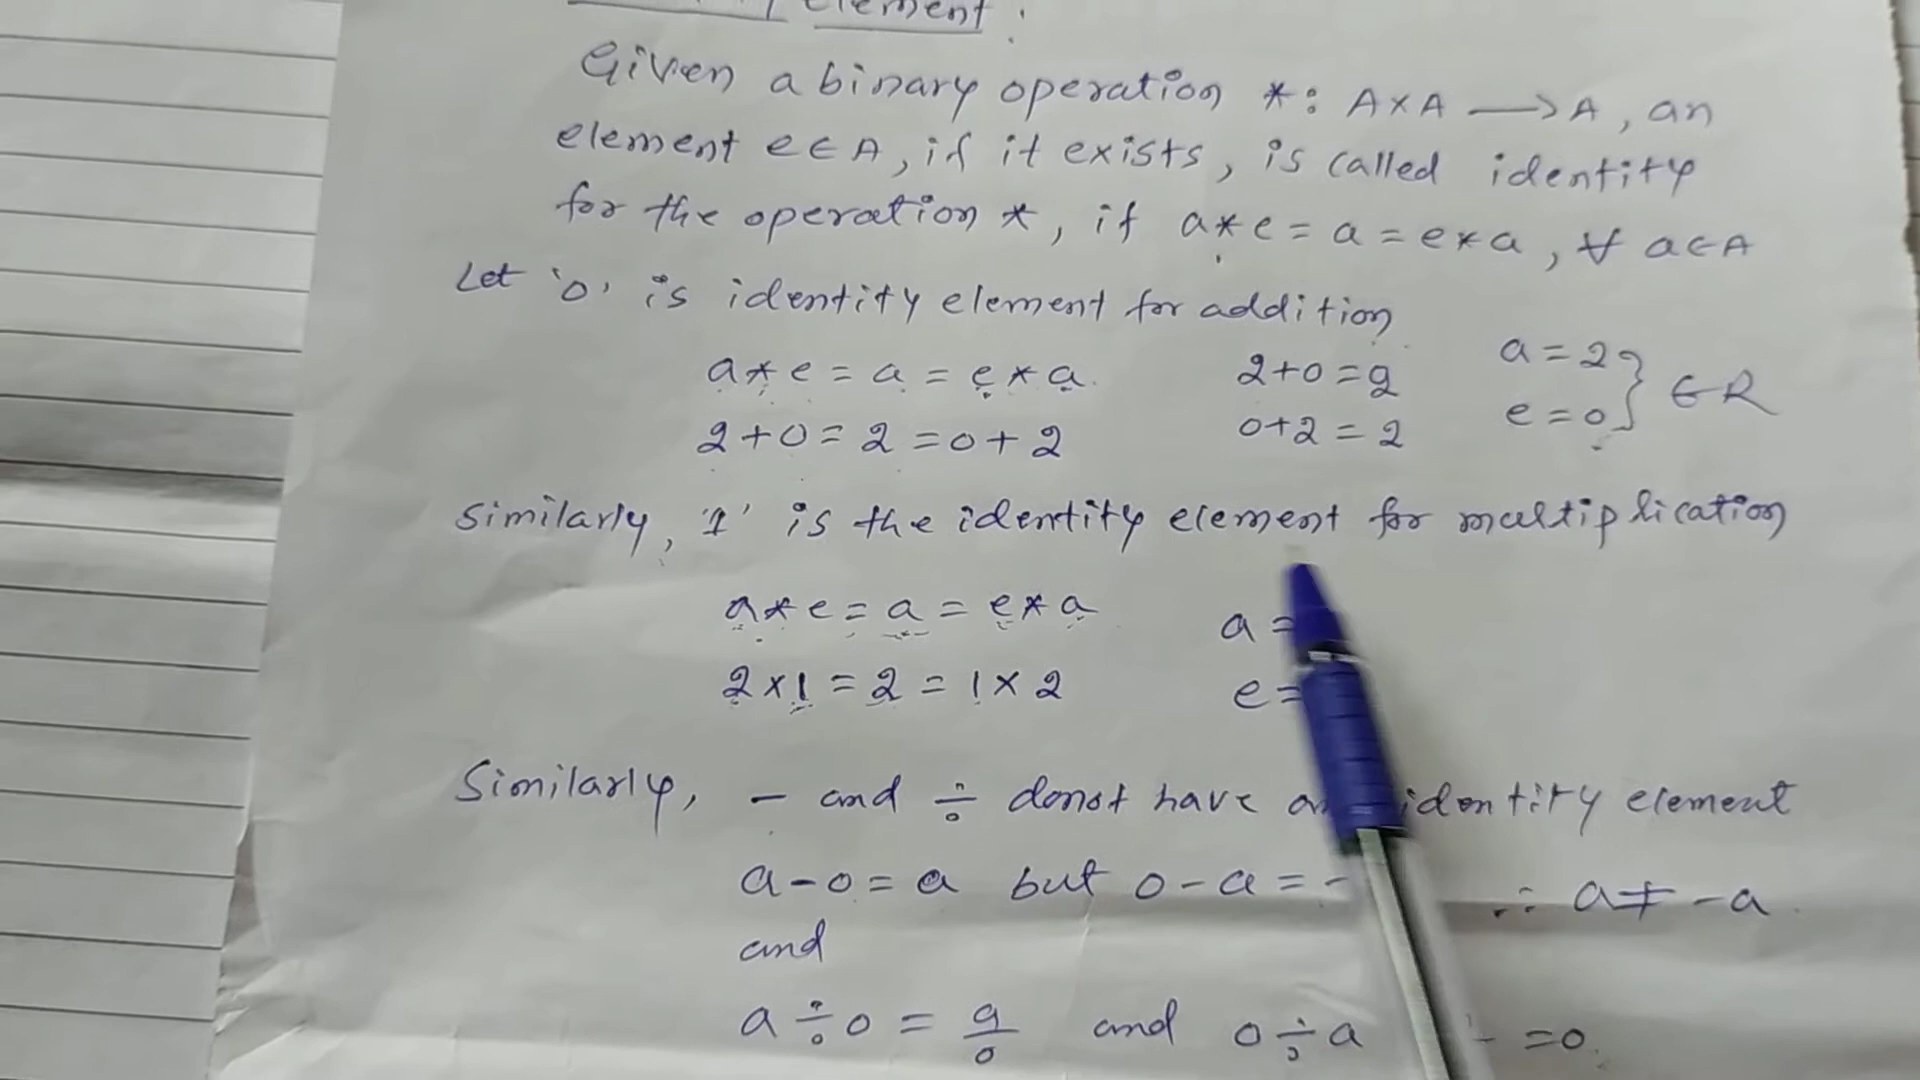 element:
Given a binary operation *: A×A ⟶ A, an
element e∈A, if it exists, is called identity
for the operation *, if a*e = a = e*a, ∀ a∈A
Let '0' is identity element for addition
a*e = a = e*a 2+0=2 a=2 } ∈R
2+0=2=0+2 0+2=2 e=0
Similarly, '1' is the identity element for multiplication
a*e = a = e*a a=
2×1=2=1×2 e=
Similarly, - and ÷ donot have identity element
a-0=a but 0-a=- ∴ a≠-a
and
a÷0 = a/0 and 0÷a =0.